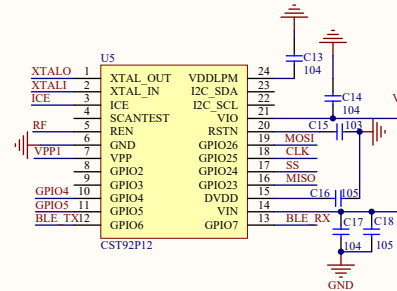 U5
C13
104
XTALO 1 XTAL_OUT VDDLPM 24
XTALI 2 XTAL_IN I2C_SDA 23
ICE 3 ICE I2C_SCL 22
C14
104
4 SCANTEST VIO 21
RF 5 REN RSTN 20 C15 103
6 GND GPIO26 19 MOSI
VPP1 7 VPP GPIO25 18 CLK
8 GPIO2 GPIO24 17 SS
9 GPIO3 GPIO23 16 MISO
GPIO4 10 GPIO4 DVDD 15 C16 105
GPIO5 11 GPIO5 VIN 14
BLE_TX 12 GPIO6 GPIO7 13 BLE_RX
CST92P12
C17
104
C18
105
GND